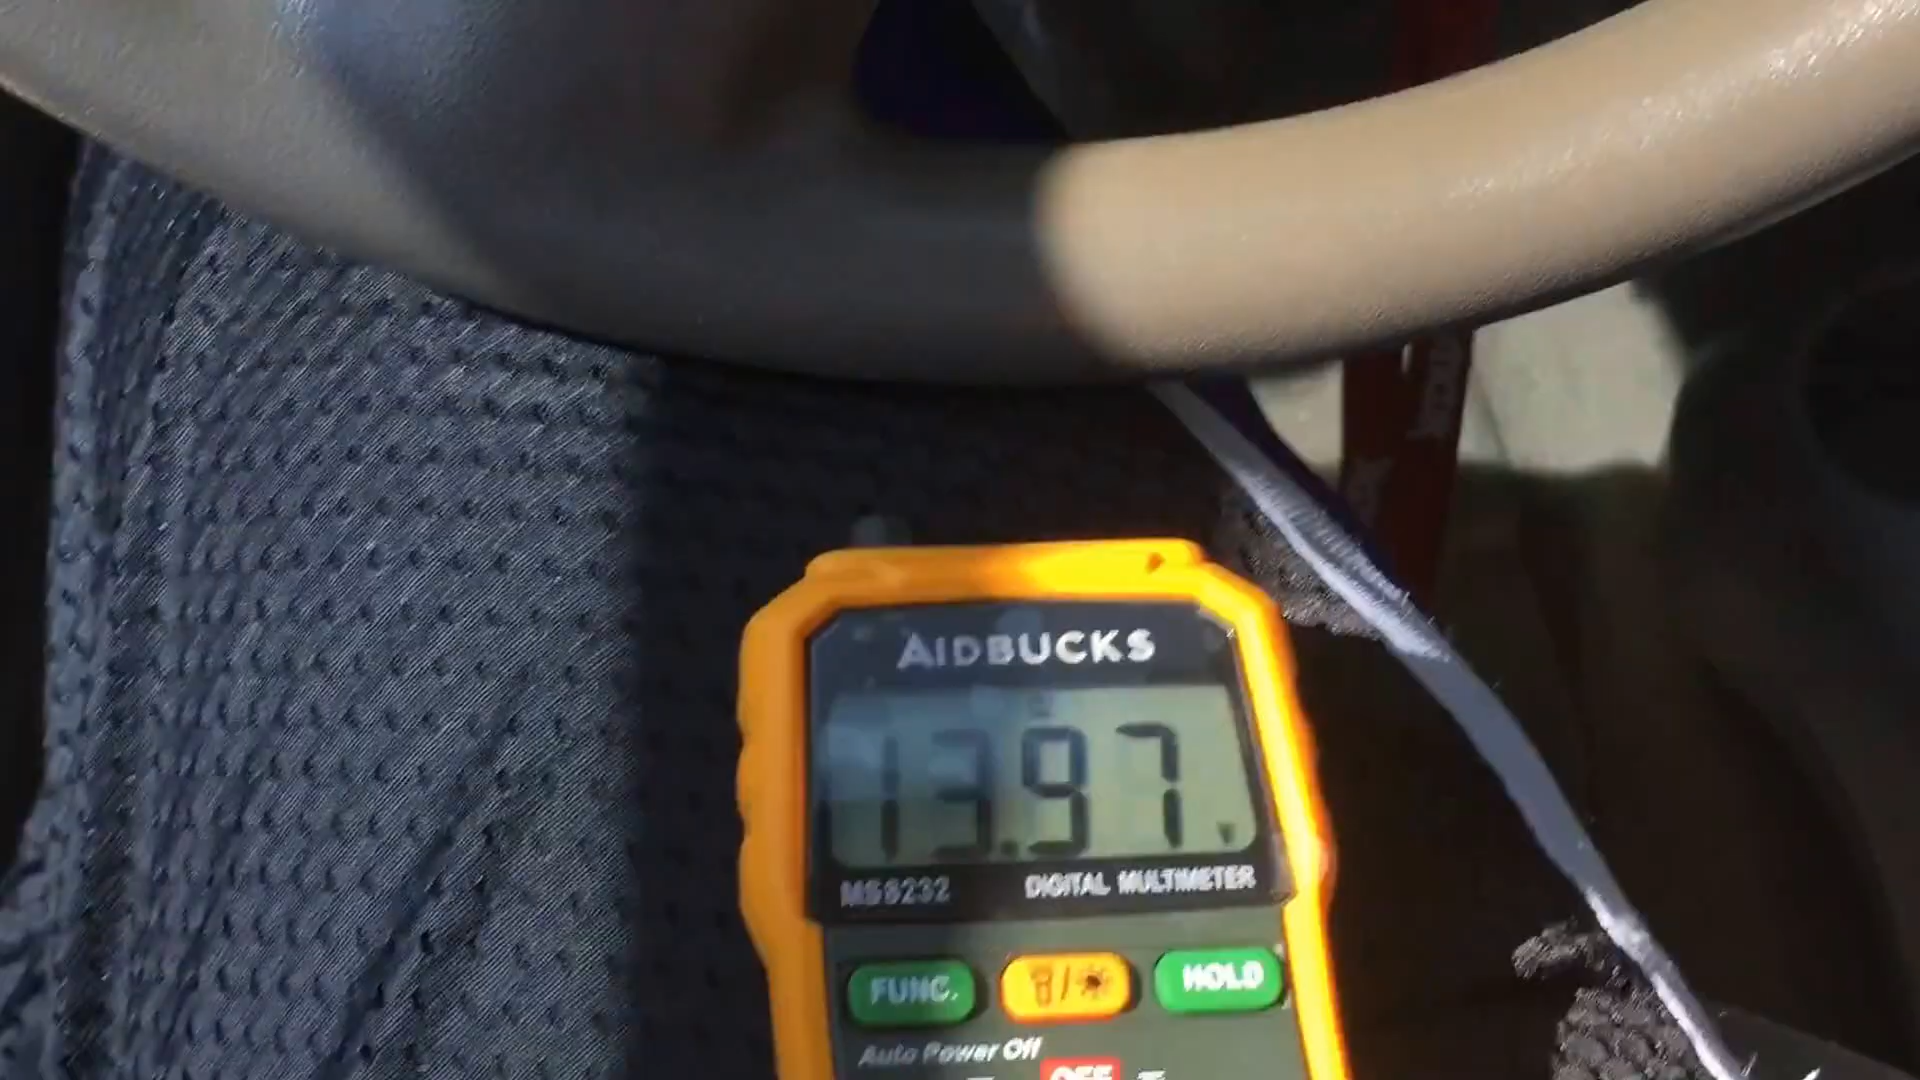 AIDBUCKS
13.97 V
MS8232 DIGITAL MULTIMETER
FUNC. HOLD
Auto Power Off
OFF